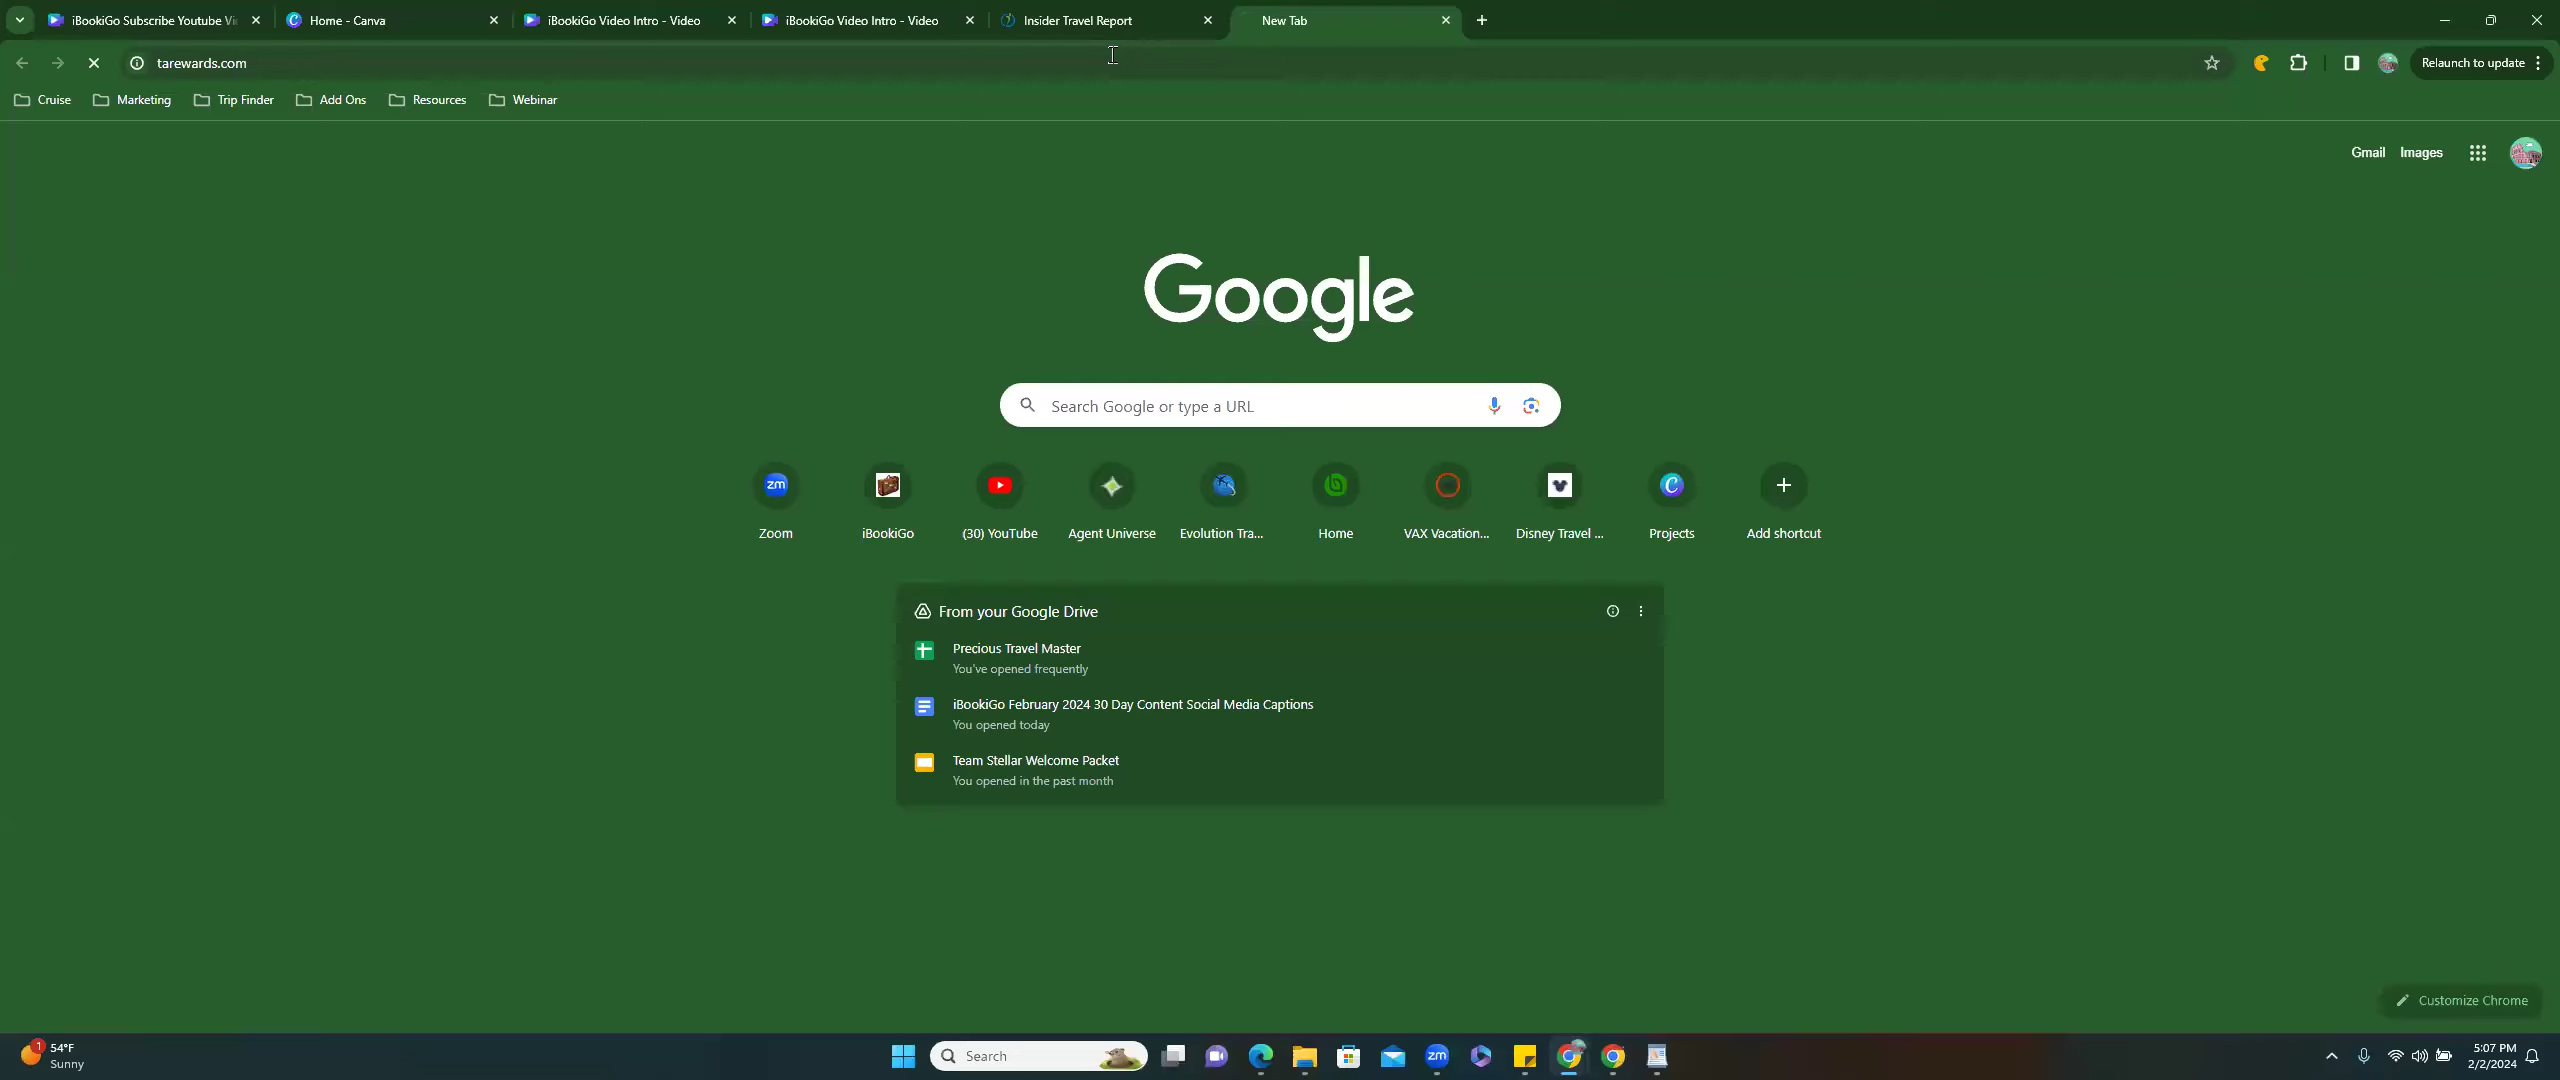 iBookiGo Subscribe Youtube Vi
Home - Canva
iBookiGo Video Intro - Video
iBookiGo Video Intro - Video
Insider Travel Report
New Tab
tarewards.com
Relaunch to update
Cruise
Marketing
Trip Finder
Add Ons
Resources
Webinar
Gmail
Images
Google
Search Google or type a URL
zm
Zoom
iBookiGo
(30) YouTube
Agent Universe
Evolution Tra...
Home
VAX Vacation...
Disney Travel ...
Projects
Add shortcut
From your Google Drive
Precious Travel Master
You've opened frequently
iBookiGo February 2024 30 Day Content Social Media Captions
You opened today
Team Stellar Welcome Packet
You opened in the past month
Customize Chrome
1
54°F
Sunny
Search
zm
5:07 PM
2/2/2024